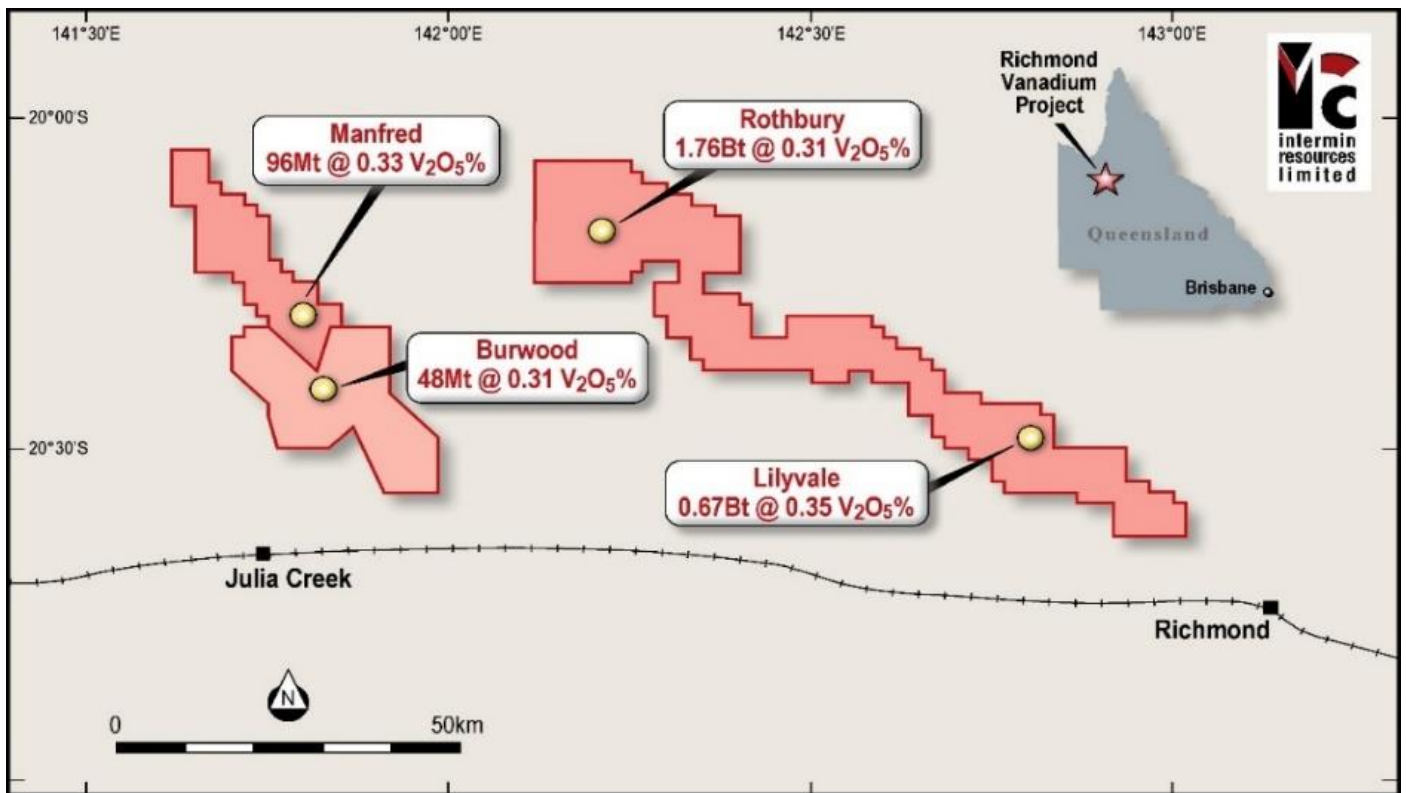 141°30'E
142°00'E
142°30'E
143°00'E
20°00'S
20°30'S
Manfred
96Mt @ 0.33 V₂O₅%
Rothbury
1.76Bt @ 0.31 V₂O₅%
Richmond
Vanadium
Project
Queensland
Brisbane
intermin
resources
limited
Burwood
48Mt @ 0.31 V₂O₅%
Lilyvale
0.67Bt @ 0.35 V₂O₅%
Julia Creek
Richmond
N
0
50km